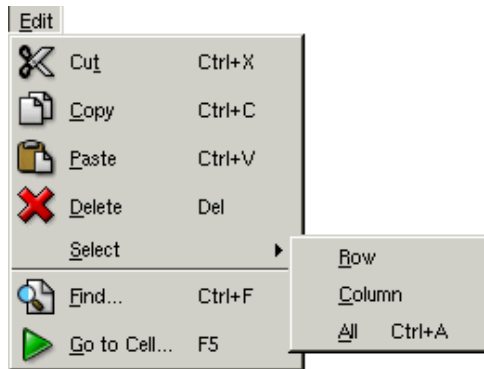 Edit
Cut Ctrl+X
Copy Ctrl+C
Paste Ctrl+V
Delete Del
Select
Row
Find... Ctrl+F
Column
Go to Cell... F5
All Ctrl+A